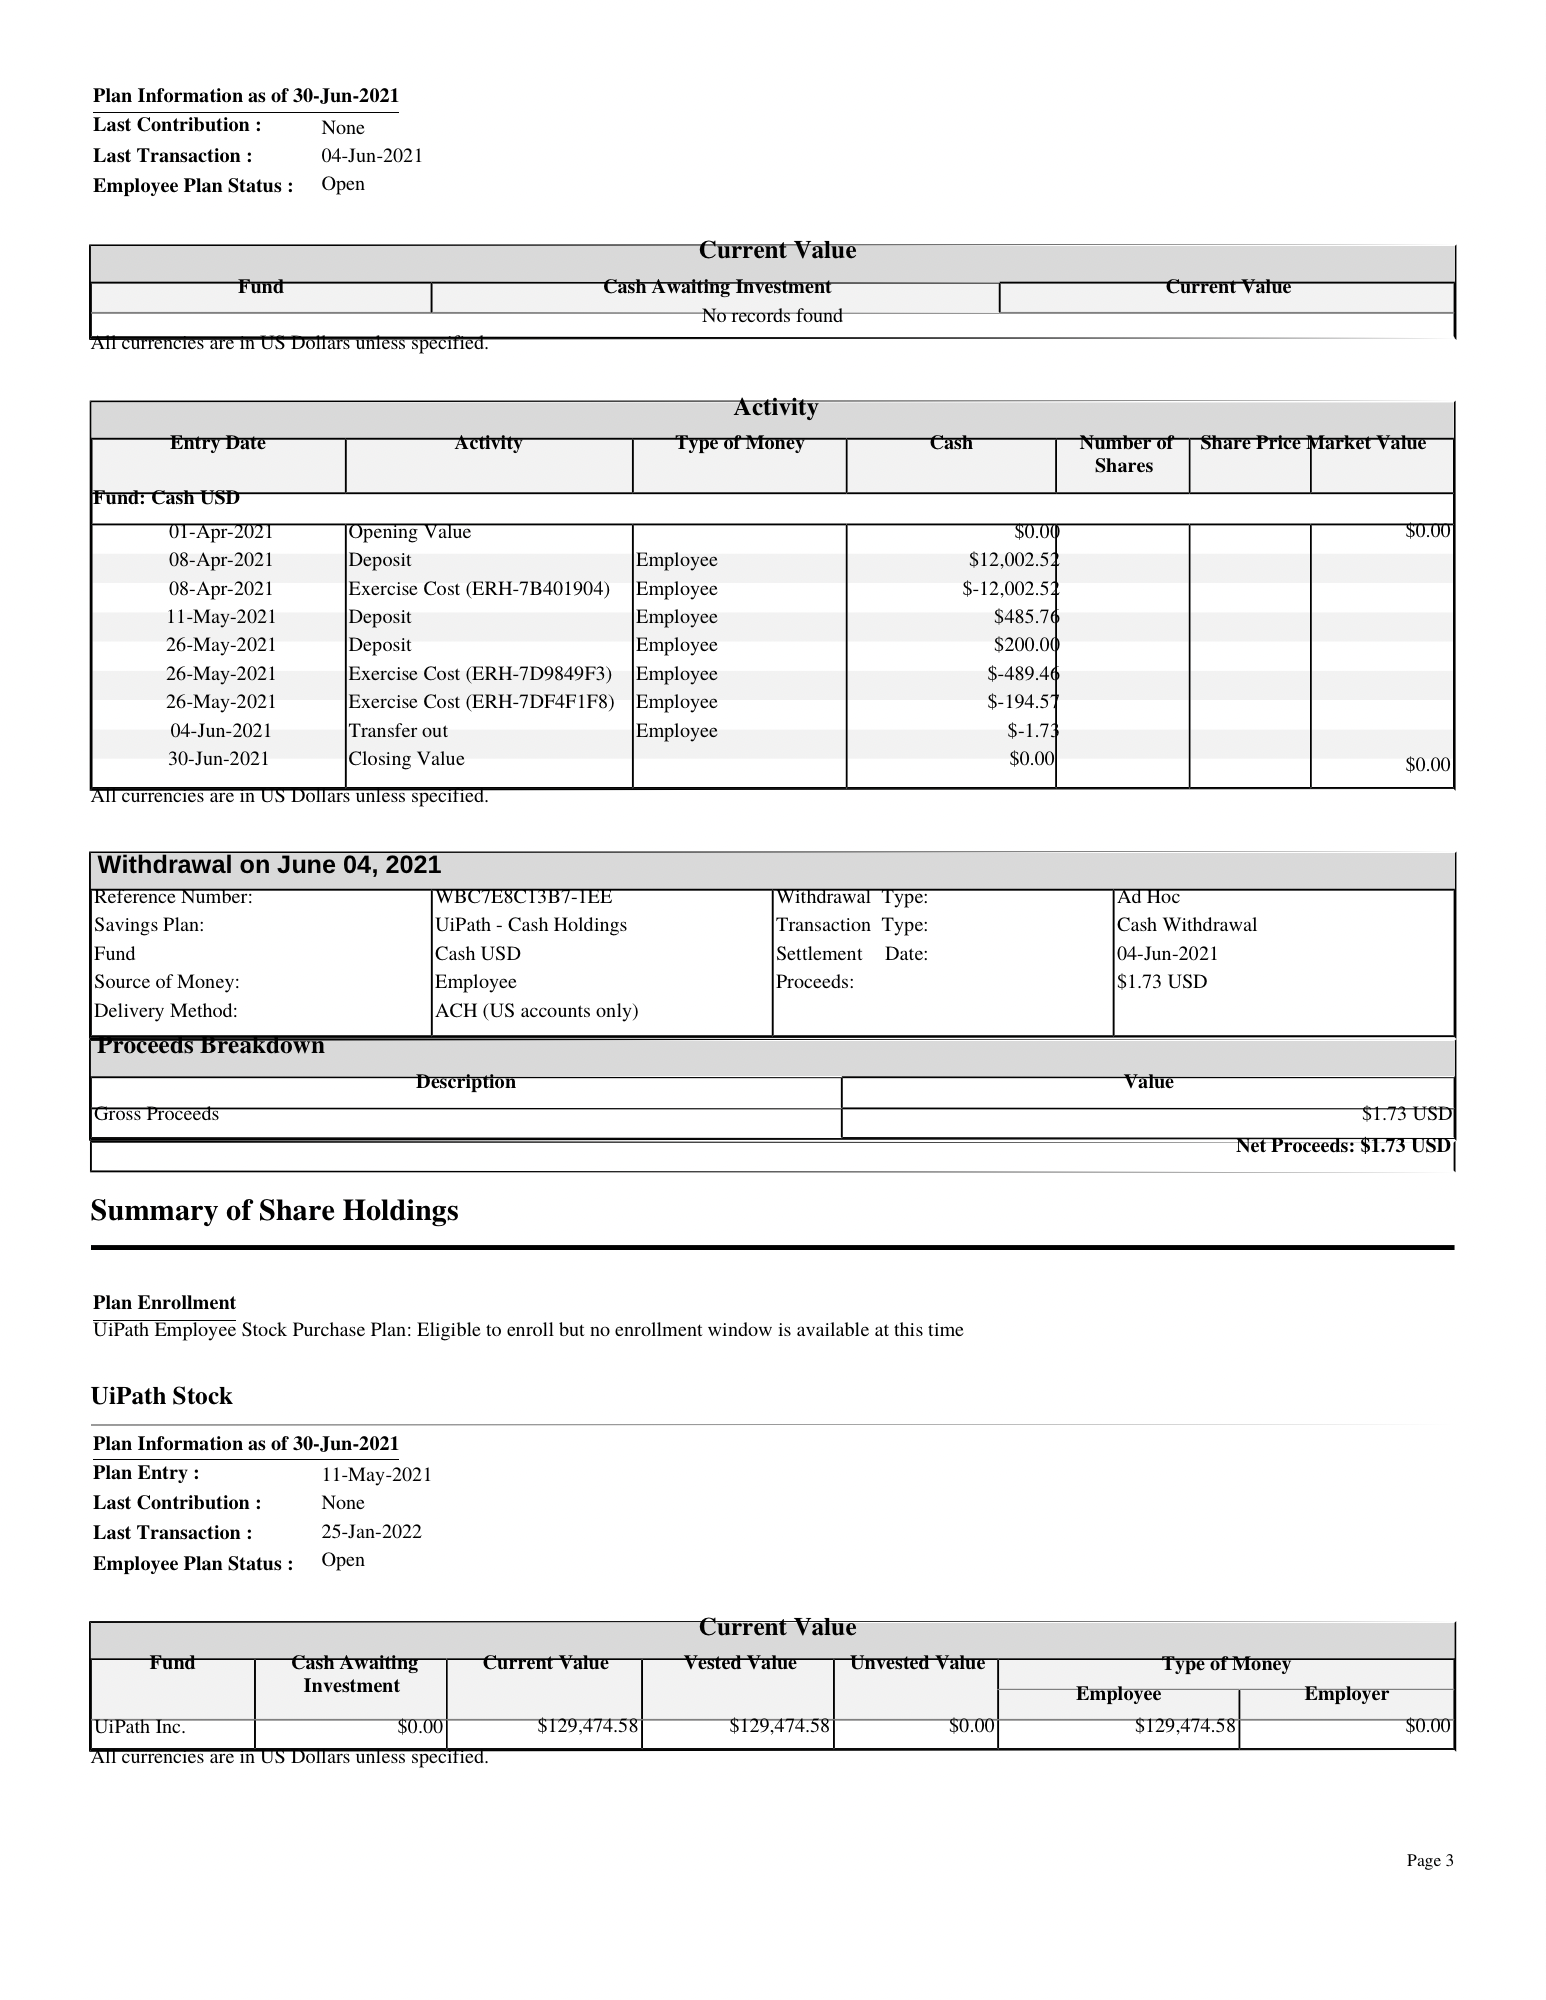 Plan Information as of 30-Jun-2021
Last Contribution : None
Last Transaction : 04-Jun-2021
Employee Plan Status : Open
Current Value
Fund Cash Awaiting Investment Current Value
No records found
All currencies are in US Dollars unless specified.
Activity
Entry Date Activity Type of Money Cash Number of Shares Share Price Market Value
Fund: Cash USD
01-Apr-2021 Opening Value $0.00 $0.00
08-Apr-2021 Deposit Employee $12,002.52
08-Apr-2021 Exercise Cost (ERH-7B401904) Employee $-12,002.52
11-May-2021 Deposit Employee $485.76
26-May-2021 Deposit Employee $200.00
26-May-2021 Exercise Cost (ERH-7D9849F3) Employee $-489.46
26-May-2021 Exercise Cost (ERH-7DF4F1F8) Employee $-194.57
04-Jun-2021 Transfer out Employee $-1.73
30-Jun-2021 Closing Value $0.00 $0.00
All currencies are in US Dollars unless specified.
Withdrawal on June 04, 2021
Reference Number: WBC7E8C13B7-1EE Withdrawal Type: Ad Hoc
Savings Plan: UiPath - Cash Holdings Transaction Type: Cash Withdrawal
Fund Cash USD Settlement Date: 04-Jun-2021
Source of Money: Employee Proceeds: $1.73 USD
Delivery Method: ACH (US accounts only)
Proceeds Breakdown
Description Value
Gross Proceeds $1.73 USD
Net Proceeds: $1.73 USD
Summary of Share Holdings
Plan Enrollment
UiPath Employee Stock Purchase Plan: Eligible to enroll but no enrollment window is available at this time
UiPath Stock
Plan Information as of 30-Jun-2021
Plan Entry : 11-May-2021
Last Contribution : None
Last Transaction : 25-Jan-2022
Employee Plan Status : Open
Current Value
Fund Cash Awaiting Investment Current Value Vested Value Unvested Value Type of Money
Employee Employer
UiPath Inc. $0.00 $129,474.58 $129,474.58 $0.00 $129,474.58 $0.00
All currencies are in US Dollars unless specified.
Page 3